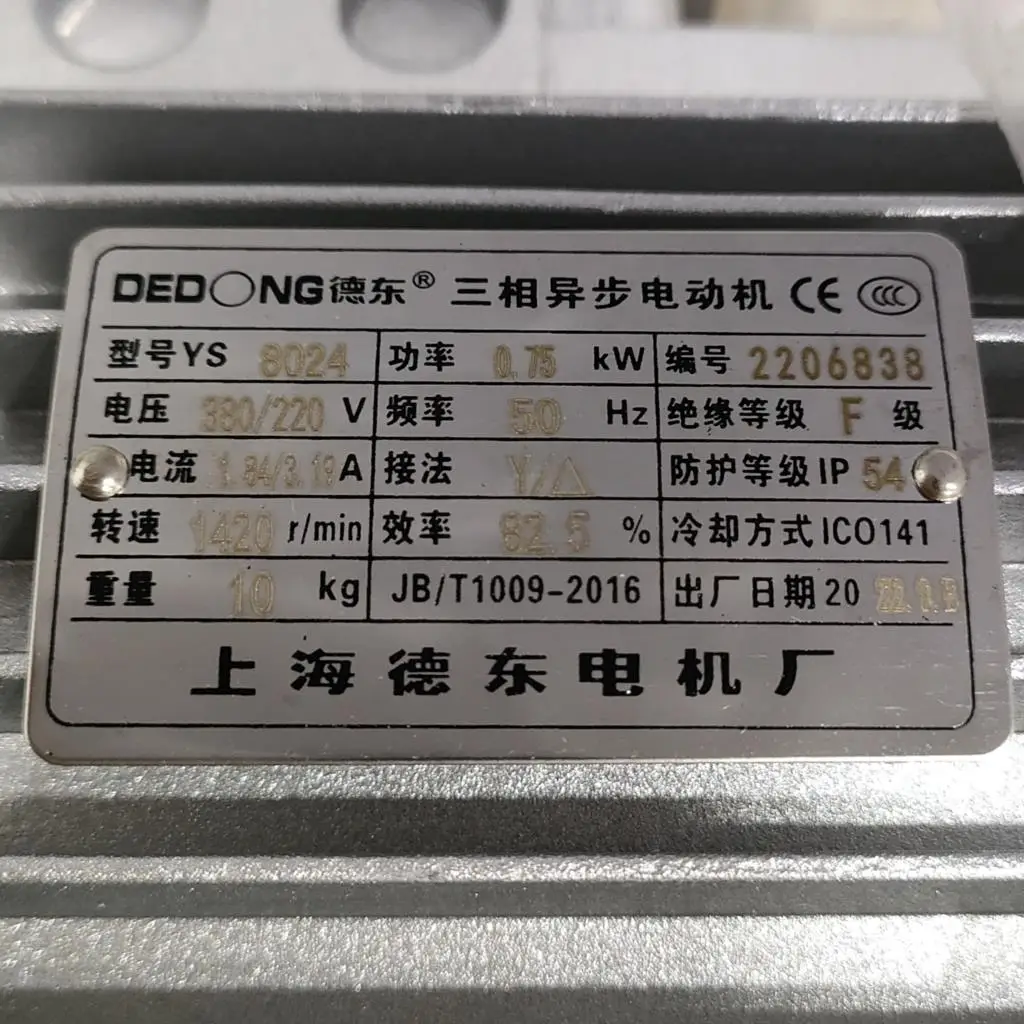 DEDONG德东® 三相异步电动机 CE CCC
型号YS 8024 功率 0.75 kW 编号 2206838
电压 380/220 V 频率 50 Hz 绝缘等级 F 级
电流 1.84/3.19 A 接法 Y/△ 防护等级IP 54
转速 1420 r/min 效率 82.5 % 冷却方式ICO141
重量 10 kg JB/T1009-2016 出厂日期20
上海德东电机厂